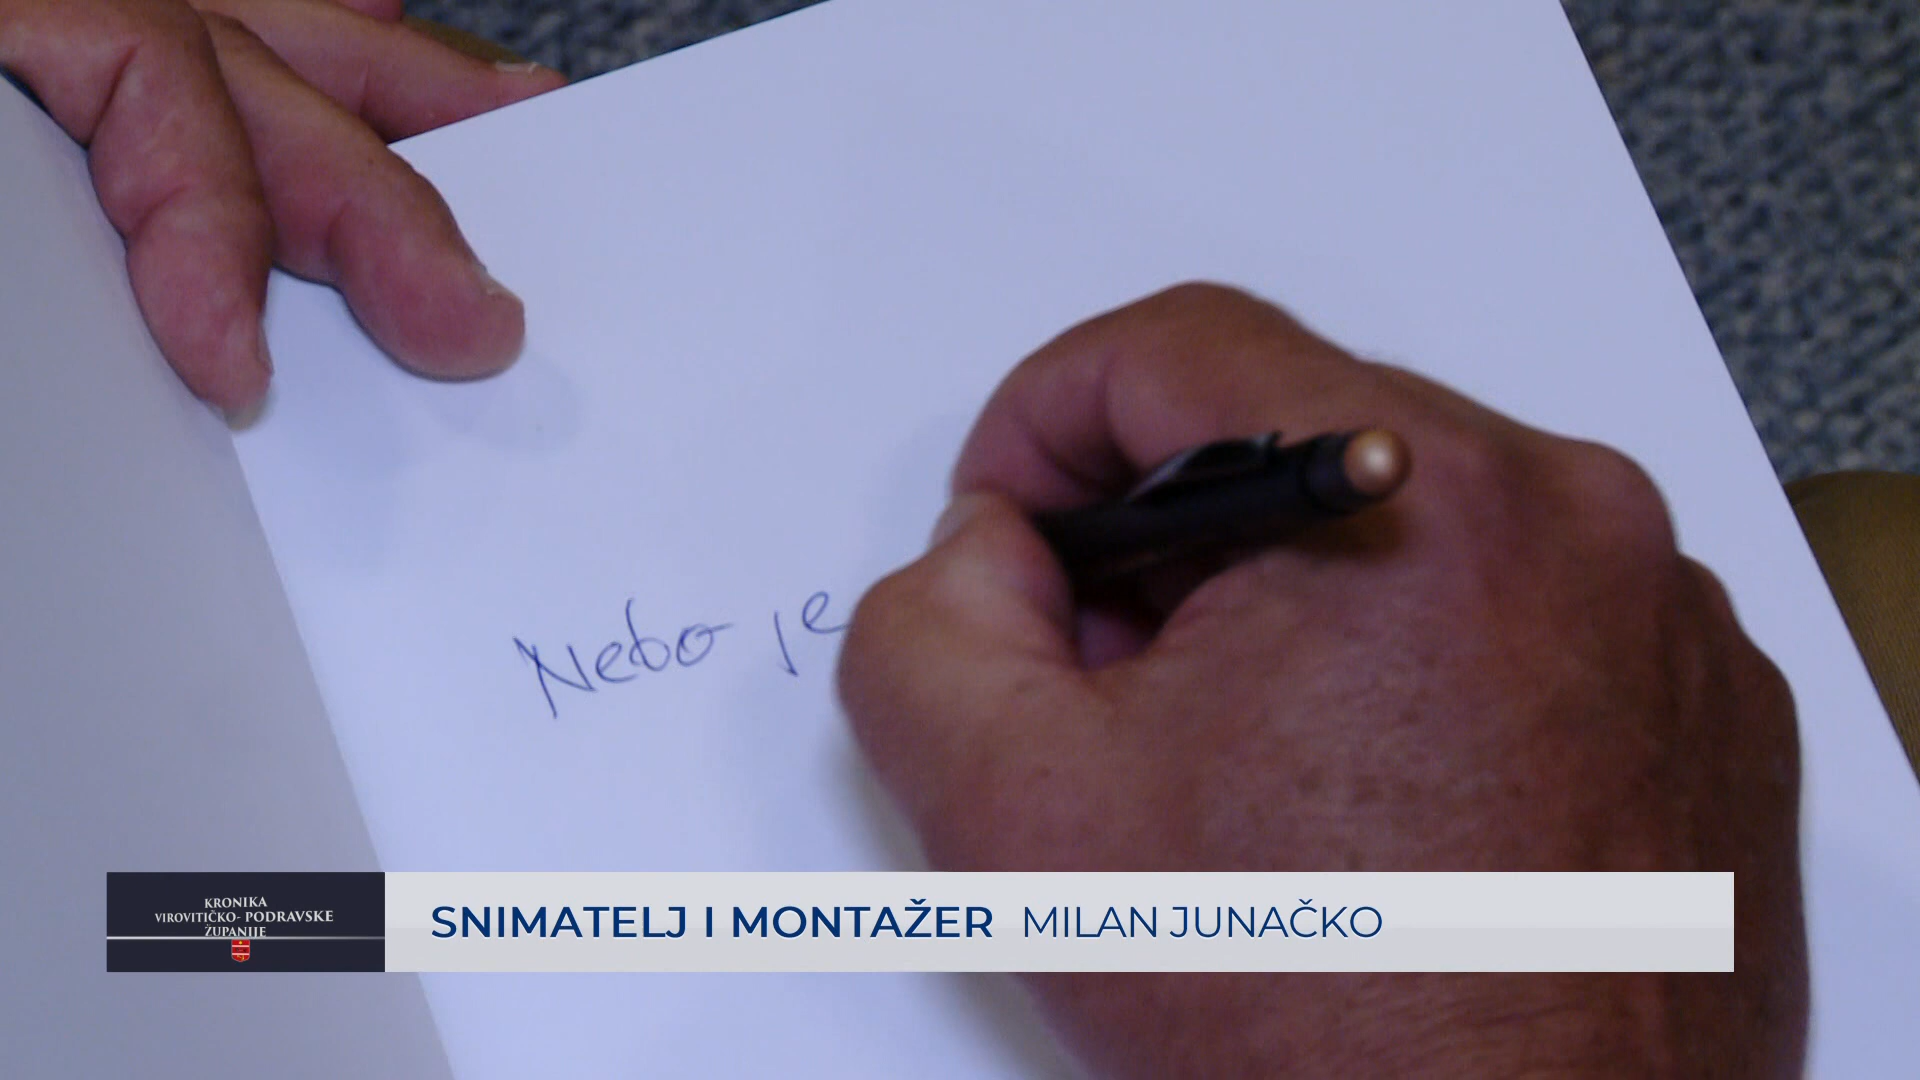 Nebo je
KRONIKA
VIROVITIČKO- PODRAVSKE
ŽUPANIJE
SNIMATELJ I MONTAŽER MILAN JUNAČKO